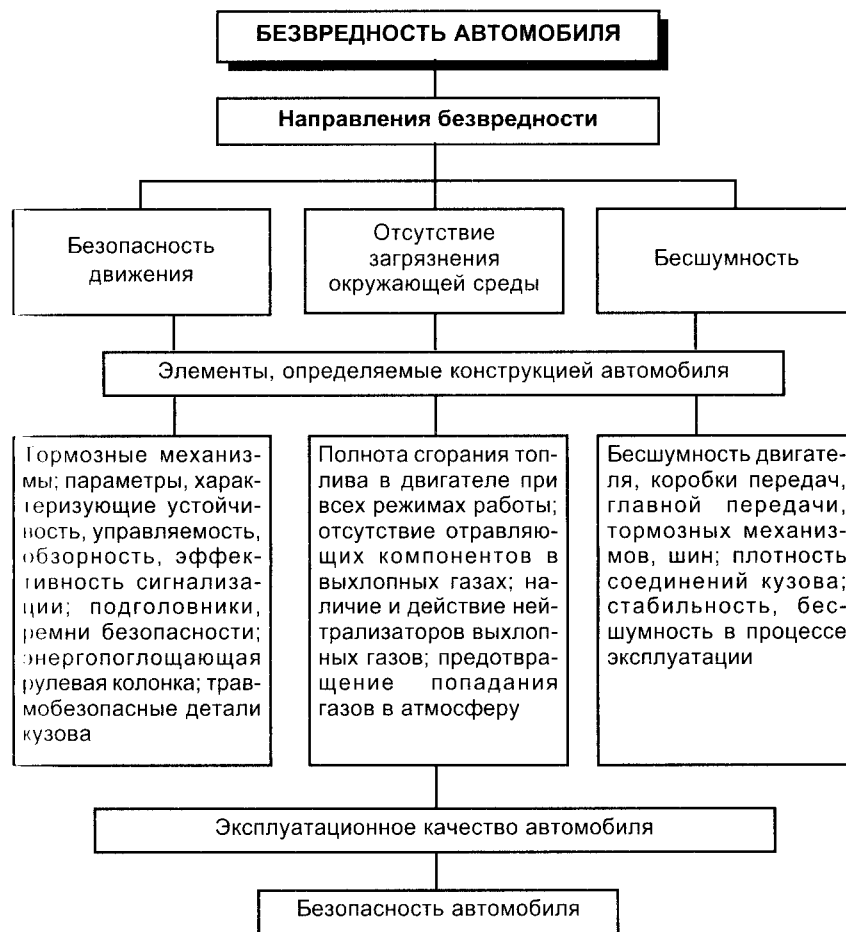 БЕЗВРЕДНОСТЬ АВТОМОБИЛЯ
Направления безвредности
Безопасность
движения
Отсутствие
загрязнения
окружающей среды
Бесшумность
Элементы, определяемые конструкцией автомобиля
Тормозные механиз-
мы; параметры, харак-
теризующие устойчи-
вость, управляемость,
обзорность, эффек-
тивность сигнализа-
ции; подголовники,
ремни безопасности;
энергопоглощающая
рулевая колонка; трав-
мобезопасные детали
кузова
Полнота сгорания топ-
лива в двигателе при
всех режимах работы;
отсутствие отравляю-
щих компонентов в
выхлопных газах; на-
личие и действие ней-
трализаторов выхлоп-
ных газов; предотвра-
щение попадания
газов в атмосферу
Бесшумность двигате-
ля, коробки передач,
главной передачи,
тормозных механиз-
мов, шин; плотность
соединений кузова;
стабильность, бес-
шумность в процессе
эксплуатации
Эксплуатационное качество автомобиля
Безопасность автомобиля